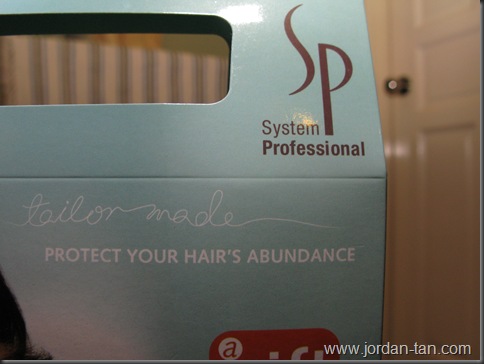 SP
System
Professional
tailor made
PROTECT YOUR HAIR'S ABUNDANCE
a
www.jordan-tan.com